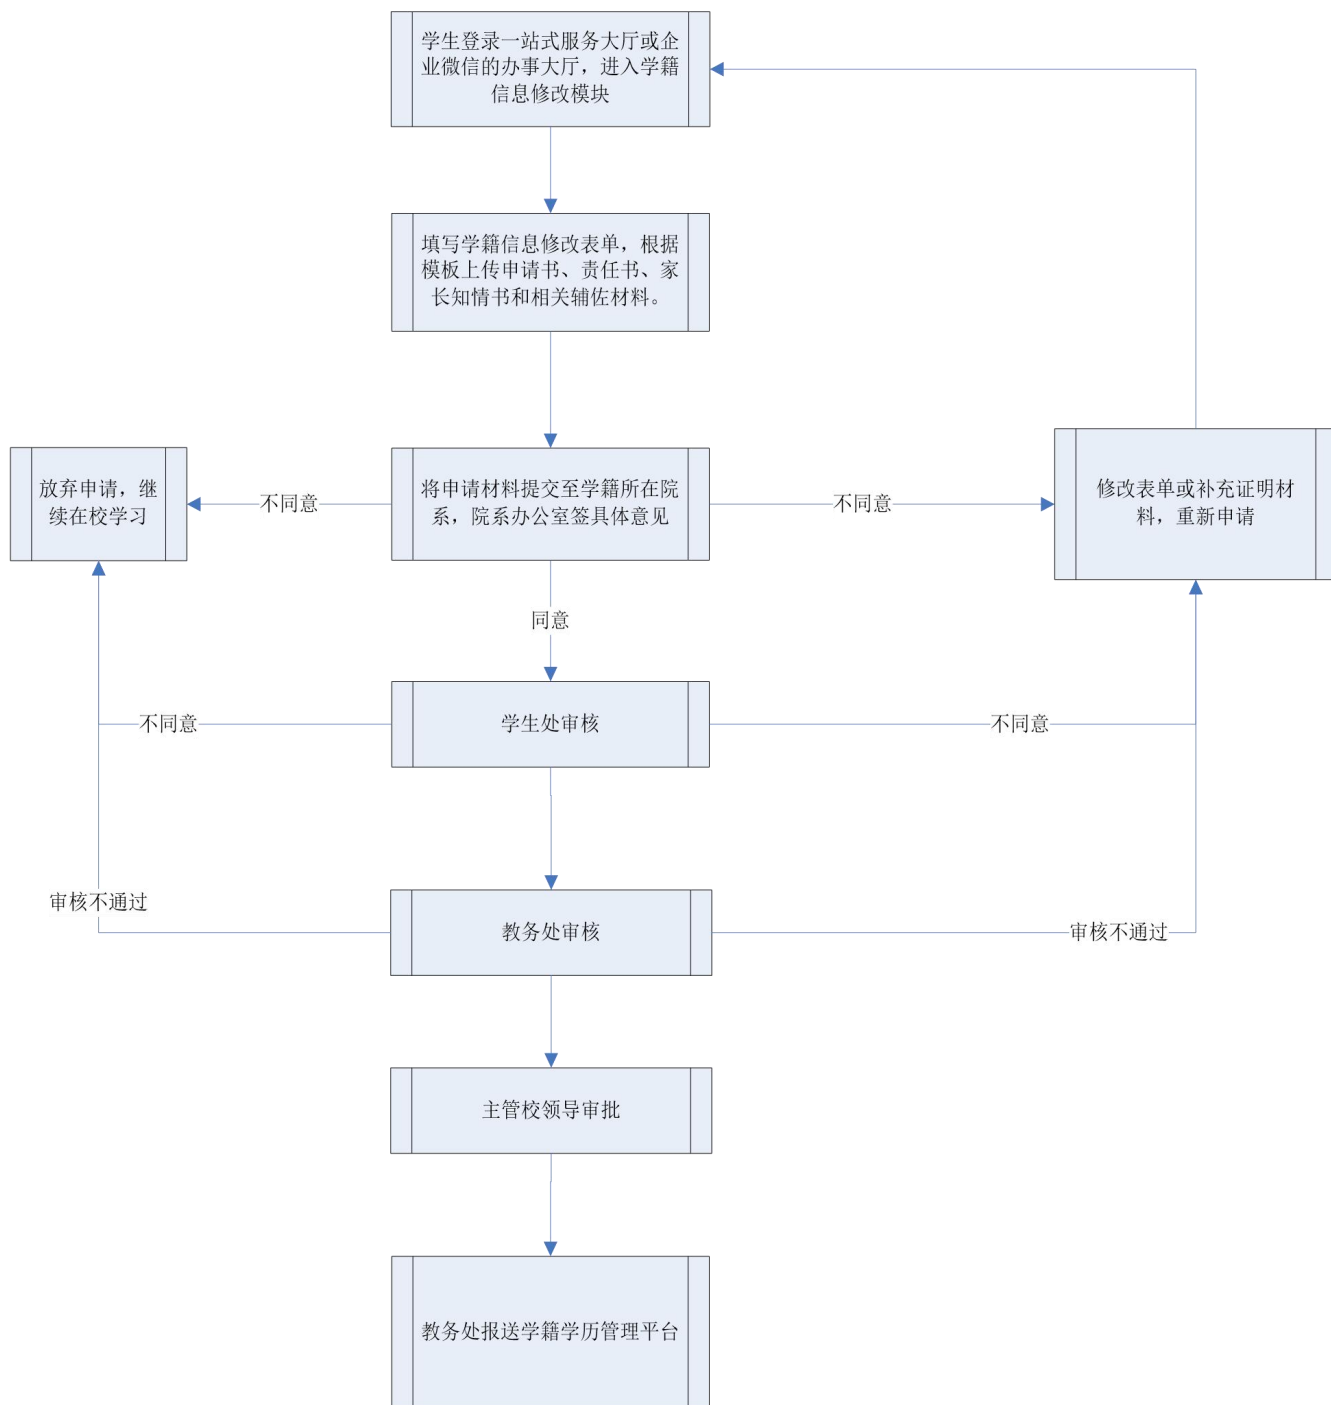 学生登录一站式服务大厅或企
业微信的办事大厅，进入学籍
信息修改模块
填写学籍信息修改表单，根据
模板上传申请书、责任书、家
长知情书和相关辅佐材料。
放弃申请，继
续在校学习
不同意
将申请材料提交至学籍所在院
系，院系办公室签具体意见
不同意
修改表单或补充证明材
料，重新申请
同意
不同意
学生处审核
不同意
审核不通过
教务处审核
审核不通过
主管校领导审批
教务处报送学籍学历管理平台